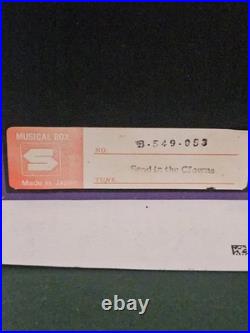 MUSICAL BOX
NO. B-549-053
S
Made in Japan
TUNE Send in the Clowns